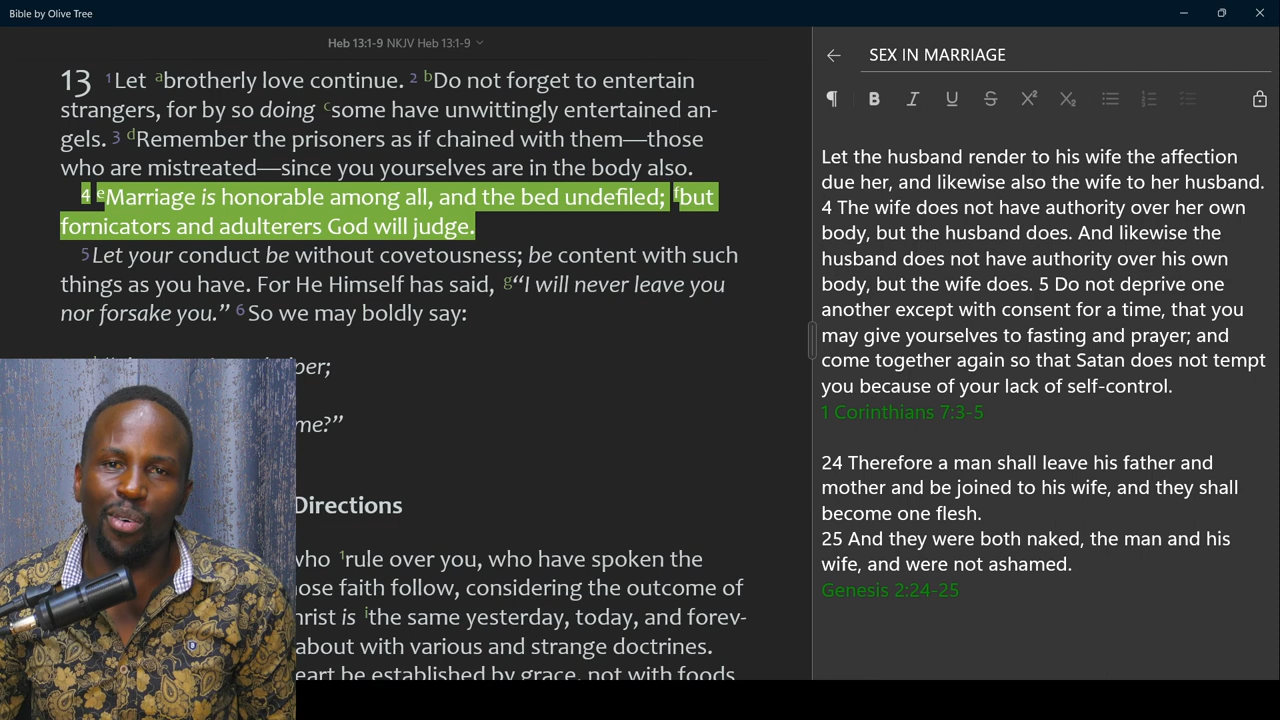 Bible by Olive Tree
Heb 13:1-9 NKJV Heb 13:1-9
13 1Let abrotherly love continue. 2 bDo not forget to entertain
strangers, for by so doing csome have unwittingly entertained an-
gels. 3 dRemember the prisoners as if chained with them—those
who are mistreated—since you yourselves are in the body also.
4 eMarriage is honorable among all, and the bed undefiled; fbut
fornicators and adulterers God will judge.
5Let your conduct be without covetousness; be content with such
things as you have. For He Himself has said, g“I will never leave you
nor forsake you.” 6 So we may boldly say:
me?”
Directions
rule over you, who have spoken the
faith follow, considering the outcome of
is ithe same yesterday, today, and forev-
about with various and strange doctrines.
be established by grace, not with foods
SEX IN MARRIAGE
¶ B I U S X2 X2
Let the husband render to his wife the affection
due her, and likewise also the wife to her husband.
4 The wife does not have authority over her own
body, but the husband does. And likewise the
husband does not have authority over his own
body, but the wife does. 5 Do not deprive one
another except with consent for a time, that you
may give yourselves to fasting and prayer; and
come together again so that Satan does not tempt
you because of your lack of self-control.
1 Corinthians 7:3-5
24 Therefore a man shall leave his father and
mother and be joined to his wife, and they shall
become one flesh.
25 And they were both naked, the man and his
wife, and were not ashamed.
Genesis 2:24-25